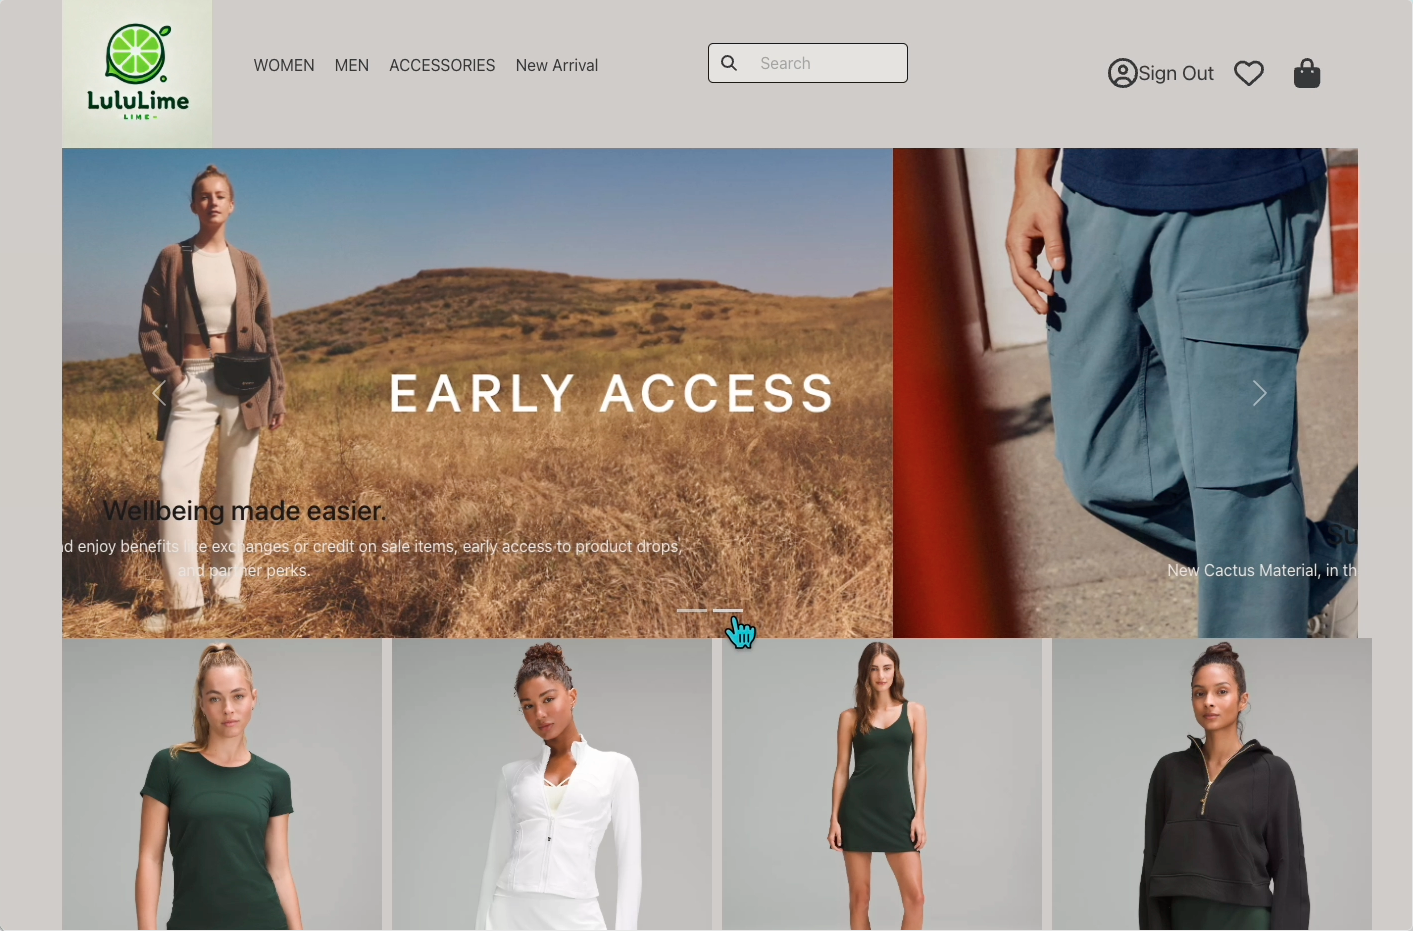 LuluLime
LIME
WOMEN MEN ACCESSORIES New Arrival
Search
Sign Out
EARLY ACCESS
Wellbeing made easier.
enjoy benefits like exchanges or credit on sale items, early access to product drops,
and partner perks.
New Cactus Material, in th